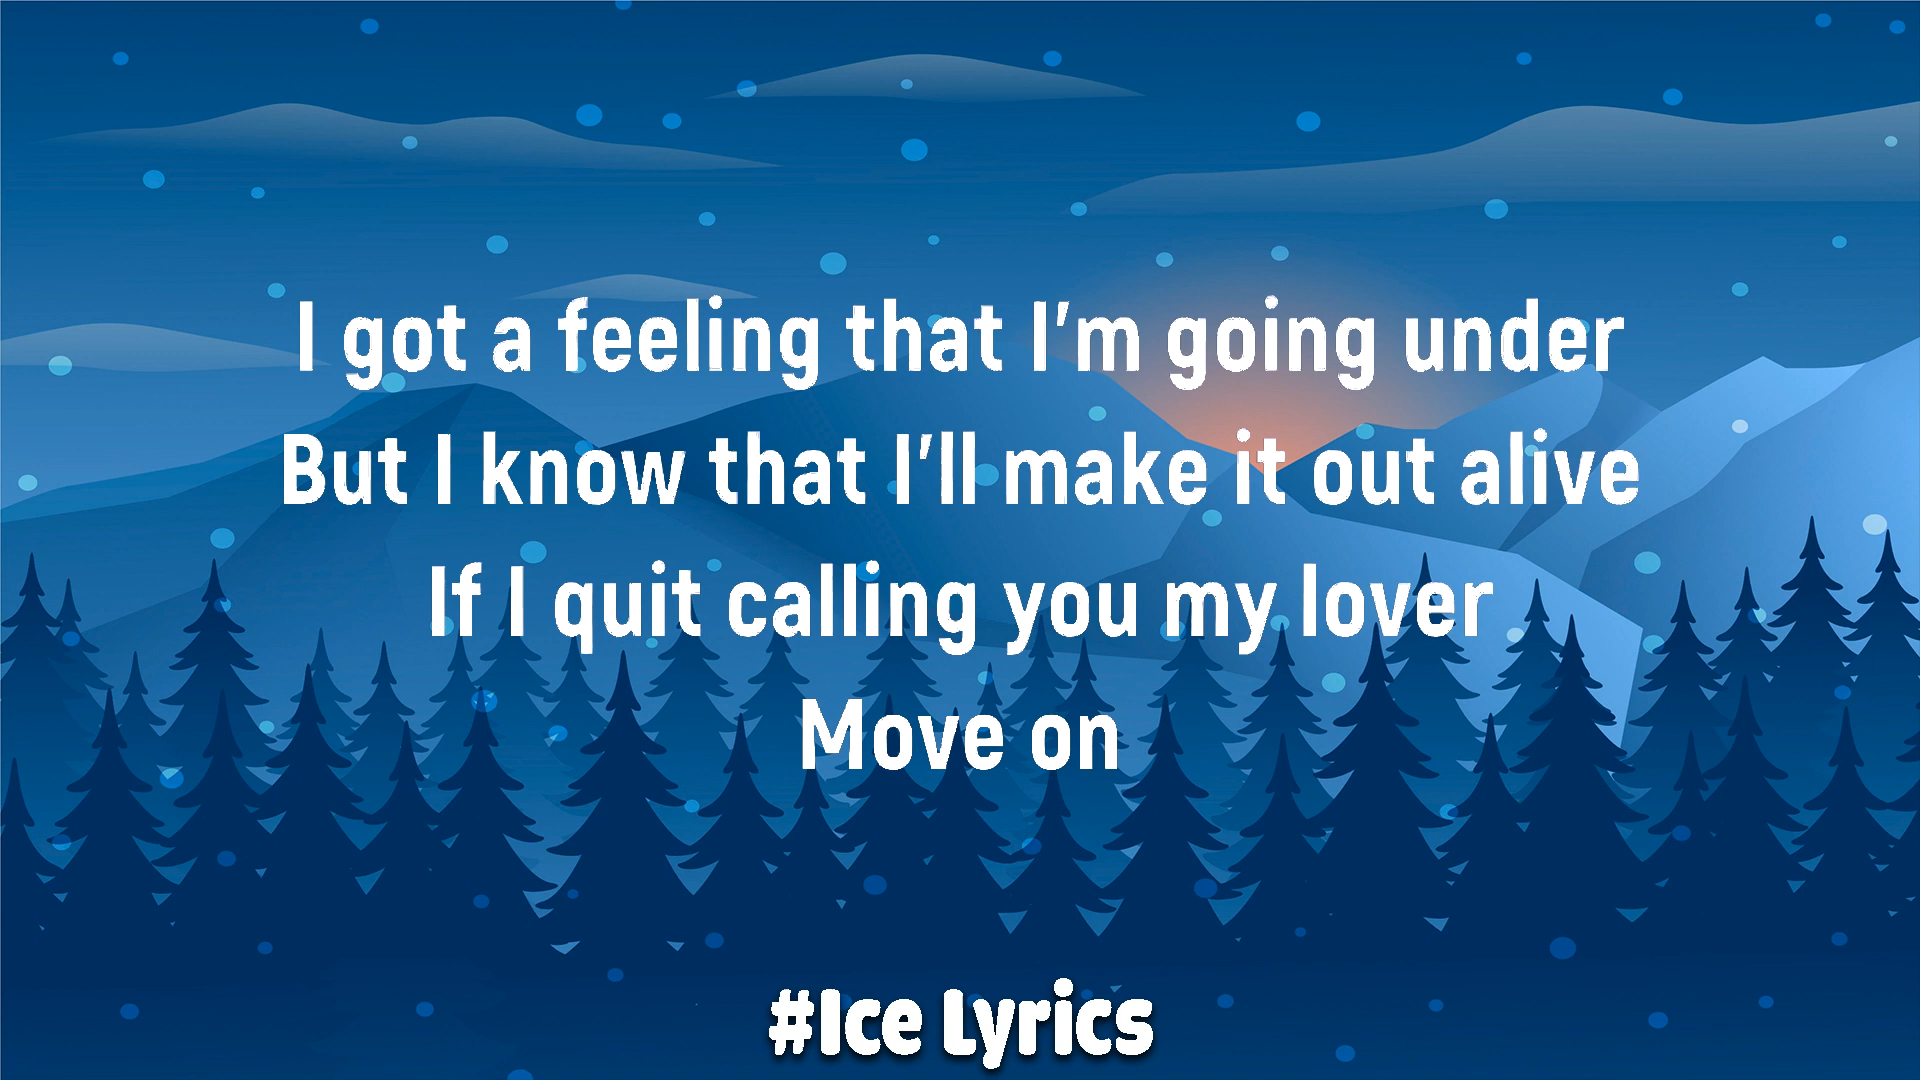 I got a feeling that I'm going under
But I know that I'll make it out alive
If I quit calling you my lover
Move on
#Ice Lyrics